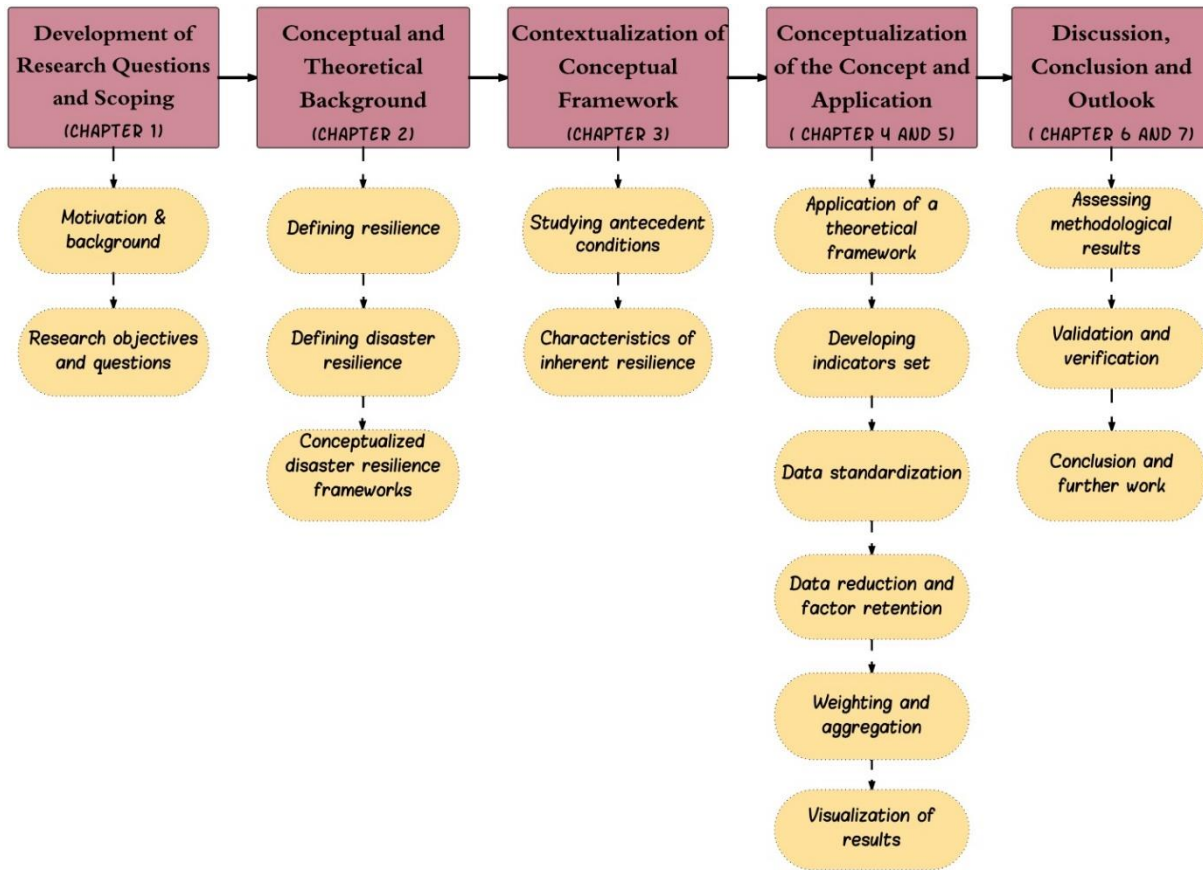 Development of
Research Questions
and Scoping
(CHAPTER 1)
Motivation &
background
Research objectives
and questions
Conceptual and
Theoretical
Background
(CHAPTER 2)
Defining resilience
Defining disaster
resilience
Conceptualized
disaster resilience
frameworks
Contextualization of
Conceptual
Framework
(CHAPTER 3)
Studying antecedent
conditions
Characteristics of
inherent resilience
Conceptualization
of the Concept and
Application
( CHAPTER 4 AND 5)
Application of a
theoretical
framework
Developing
indicators set
Data standardization
Data reduction and
factor retention
Weighting and
aggregation
Visualization of
results
Discussion,
Conclusion and
Outlook
( CHAPTER 6 AND 7)
Assessing
methodological
results
Validation and
verification
Conclusion and
further work